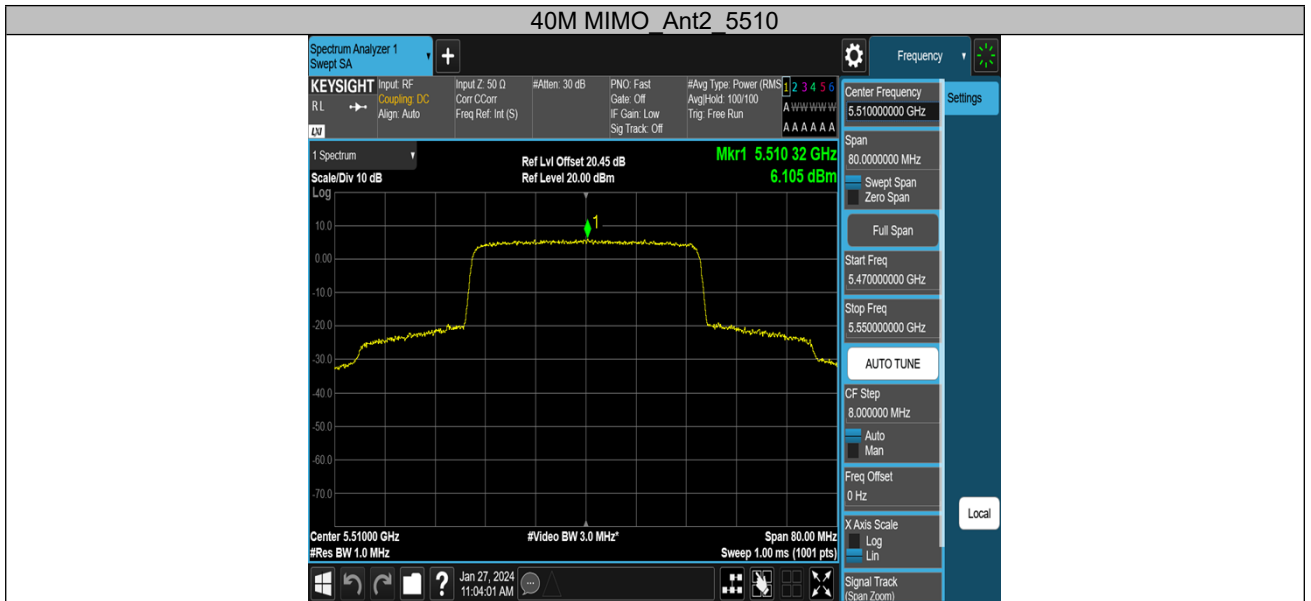 40M MIMO_Ant2_5510
Spectrum Analyzer 1
Swept SA
+
Frequency
KEYSIGHT
RL
LXI
Input: RF
Coupling: DC
Align: Auto
Input Z: 50 Ω
Corr CCorr
Freq Ref: Int (S)
#Atten: 30 dB
PNO: Fast
Gate: Off
IF Gain: Low
Sig Track: Off
#Avg Type: Power (RMS
Avg|Hold: 100/100
Trig: Free Run
1 2 3 4 5 6
A W W W W W
A A A A A A
1 Spectrum
Scale/Div 10 dB
Log
Ref Lvl Offset 20.45 dB
Ref Level 20.00 dBm
Mkr1 5.510 32 GHz
6.105 dBm
1
10.0
0.00
-10.0
-20.0
-30.0
-40.0
-50.0
-60.0
-70.0
Center 5.51000 GHz
#Res BW 1.0 MHz
#Video BW 3.0 MHz*
Span 80.00 MHz
Sweep 1.00 ms (1001 pts)
?
Jan 27, 2024
11:04:01 AM
Center Frequency
5.510000000 GHz
Span
80.0000000 MHz
Swept Span
Zero Span
Full Span
Start Freq
5.470000000 GHz
Stop Freq
5.550000000 GHz
AUTO TUNE
CF Step
8.000000 MHz
Auto
Man
Freq Offset
0 Hz
X Axis Scale
Log
Lin
Signal Track
(Span Zoom)
Settings
Local